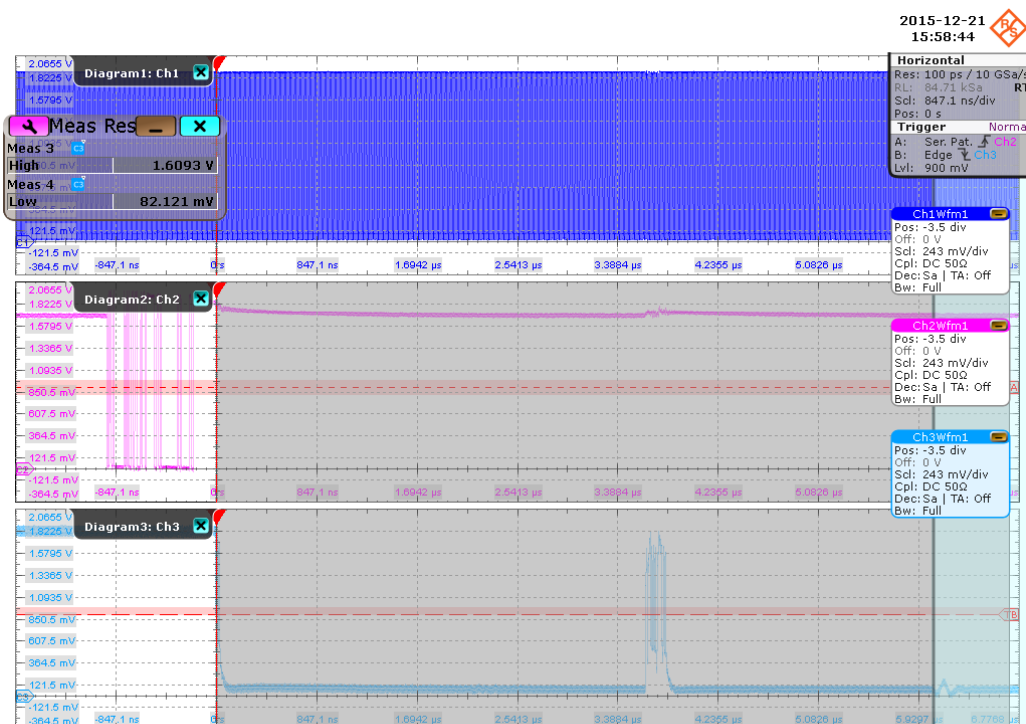 2015-12-21
15:58:44
R&S
Horizontal
Res: 100 ps / 10 GSa/s
RL: 84.71 kSa RT
Scl: 847.1 ns/div
Pos: 0 s
Trigger Norma
A: Ser. Pat. Ch2
B: Edge Ch3
Lvl: 900 mV
Diagram1: Ch1
2.0655 V
1.8225 V
1.5795 V
Meas Res
Meas 3 C3
High 1.6093 V
Meas 4 C3
Low 82.121 mV
121.5 mV
C1
-121.5 mV
-364.5 mV
-847.1 ns 0 s 847.1 ns 1.6942 µs 2.5413 µs 3.3884 µs 4.2355 µs 5.0826 µs
Ch1Wfm1
Pos: -3.5 div
Off: 0 V
Scl: 243 mV/div
Cpl: DC 50Ω
Dec: Sa | TA: Off
Bw: Full
Diagram2: Ch2
2.0655 V
1.8225 V
1.5795 V
1.3365 V
1.0935 V
850.5 mV
607.5 mV
364.5 mV
121.5 mV
C2
-121.5 mV
-364.5 mV
-847.1 ns 0 s 847.1 ns 1.6942 µs 2.5413 µs 3.3884 µs 4.2355 µs 5.0826 µs
Ch2Wfm1
Pos: -3.5 div
Off: 0 V
Scl: 243 mV/div
Cpl: DC 50Ω
Dec: Sa | TA: Off
Bw: Full
Diagram3: Ch3
2.0655 V
1.8225 V
1.5795 V
1.3365 V
1.0935 V
850.5 mV
607.5 mV
364.5 mV
121.5 mV
C3
-121.5 mV
-364.5 mV
TB
-847.1 ns 0 s 847.1 ns 1.6942 µs 2.5413 µs 3.3884 µs 4.2355 µs 5.0826 µs 5.9297 6.7768 µs
Ch3Wfm1
Pos: -3.5 div
Off: 0 V
Scl: 243 mV/div
Cpl: DC 50Ω
Dec: Sa | TA: Off
Bw: Full